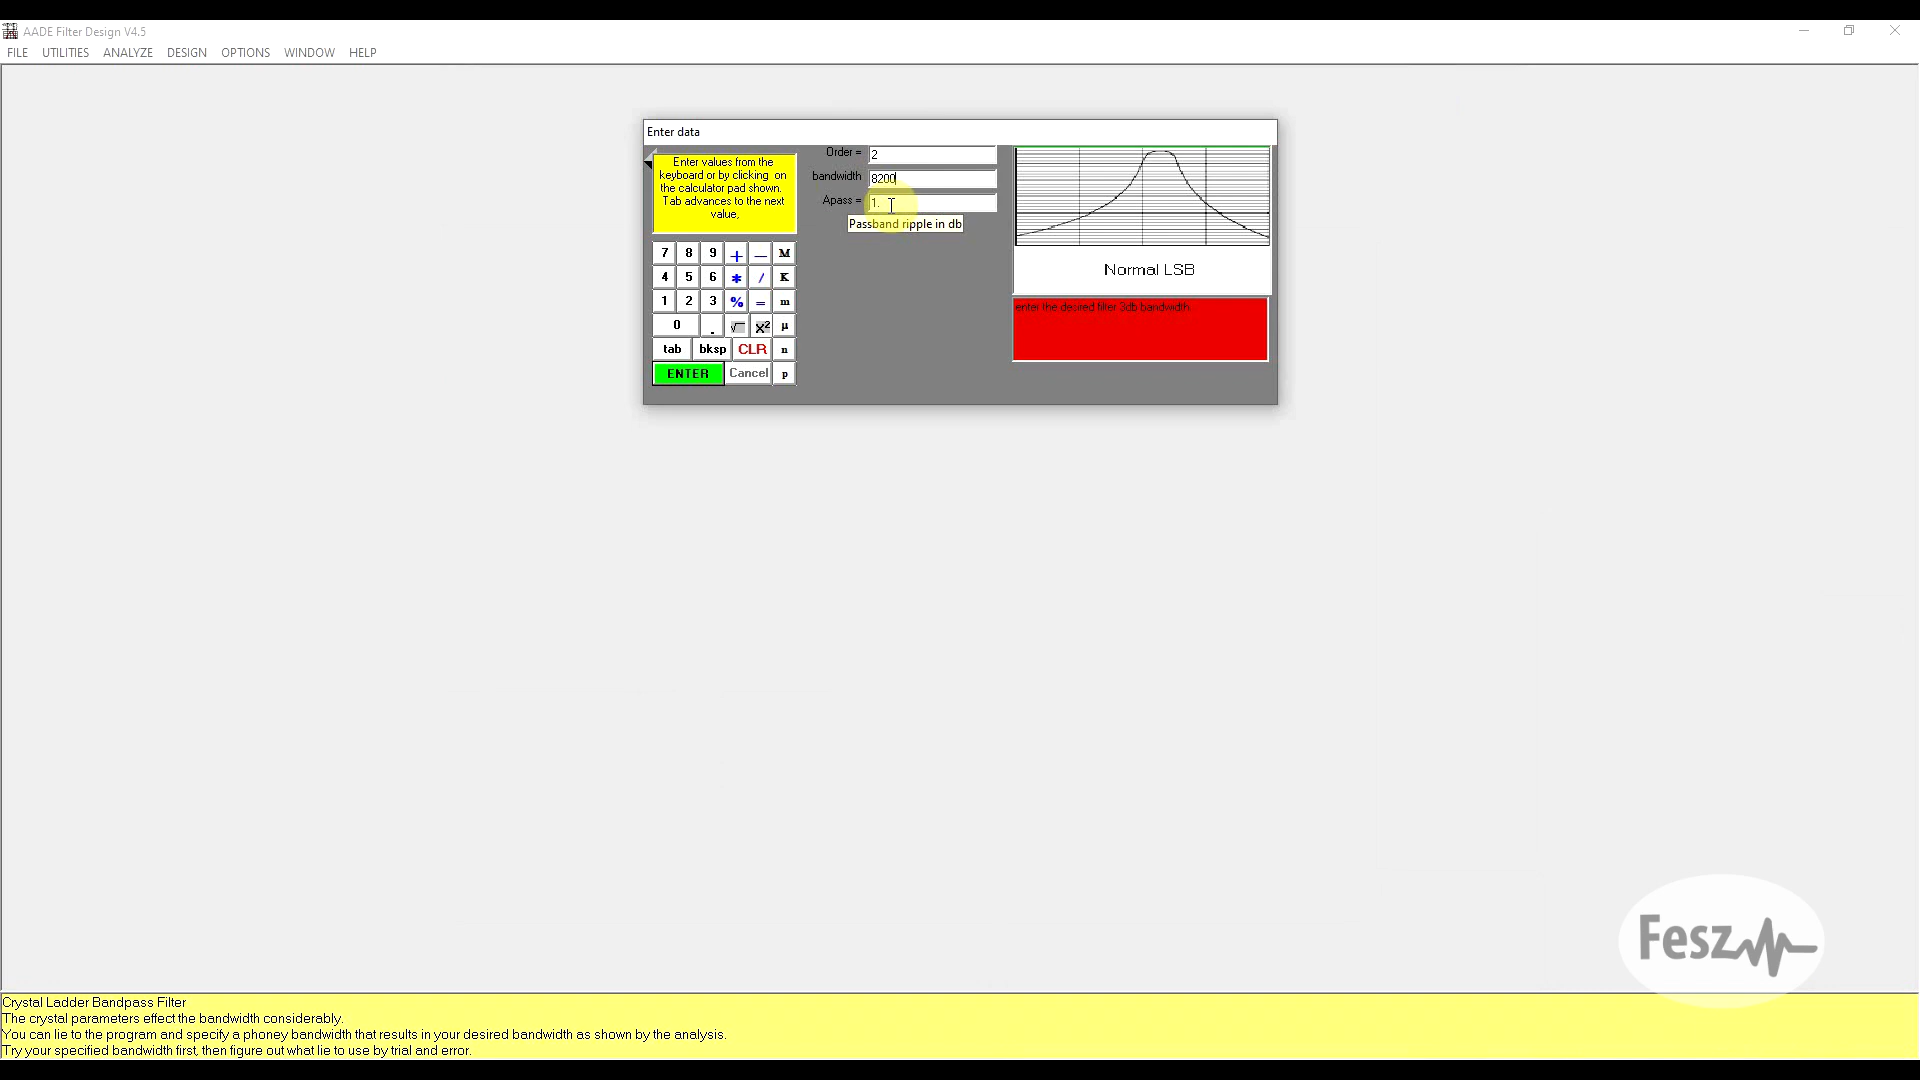 AADE Filter Design V4.5
FILE UTILITIES ANALYZE DESIGN OPTIONS WINDOW HELP
Enter data
Enter values from the
keyboard or by clicking on
the calculator pad shown.
Tab advances to the next
value,
Order = 2
bandwidth 8200
Apass = 1.
Passband ripple in db
7 8 9 + — M
4 5 6 * / K
1 2 3 % = m
0 . √ X² µ
tab bksp CLR n
ENTER Cancel p
Normal LSB
enter the desired filter 3db bandwidth.
Fesz
Crystal Ladder Bandpass Filter
The crystal parameters effect the bandwidth considerably.
You can lie to the program and specify a phoney bandwidth that results in your desired bandwidth as shown by the analysis.
Try your specified bandwidth first, then figure out what lie to use by trial and error.